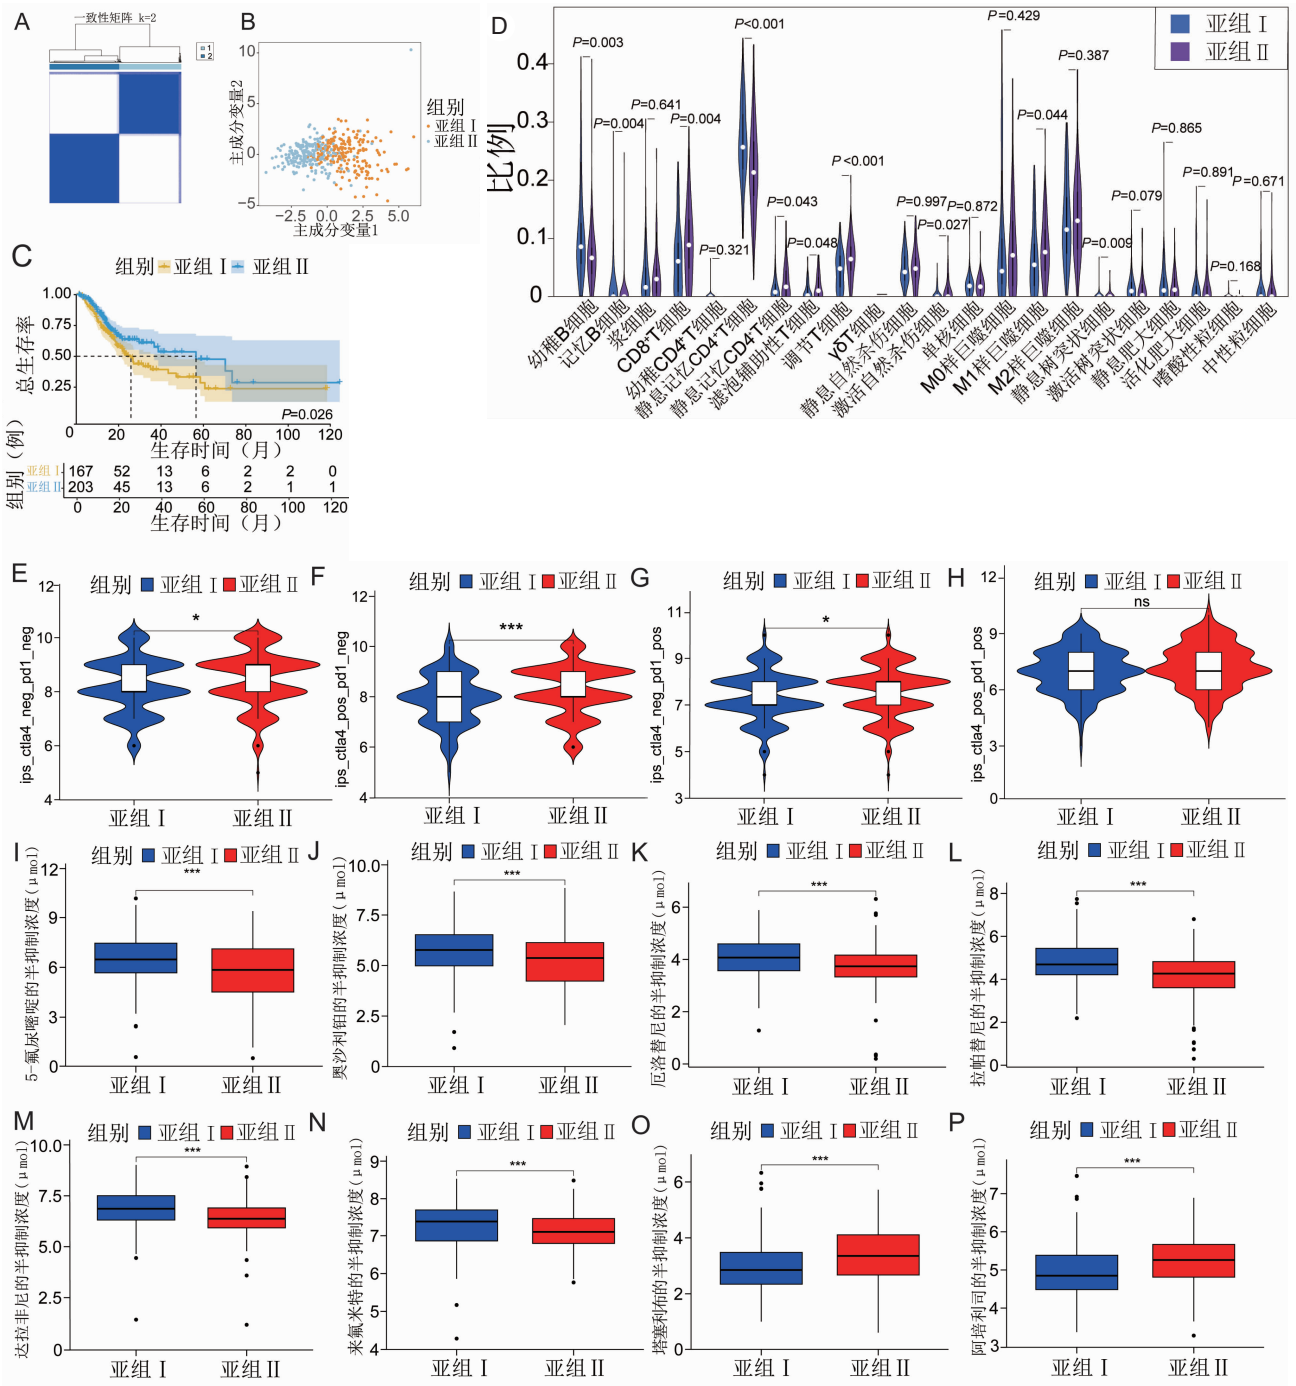 A
一致性矩阵 k=2
1
2
B
10
5
0
−5
−2.5
0.0
2.5
5.0
主成分变量2
主成分变量1
组别
亚组Ⅰ
亚组Ⅱ
C
组别 亚组Ⅰ 亚组Ⅱ
1.00
0.75
0.50
0.25
总生存率
P=0.026
0 20 40 60 80 100 120
生存时间（月）
组别（例）
亚组Ⅰ 167 52 13 6 2 2 0
亚组Ⅱ 203 45 13 6 2 1 1
0 20 40 60 80 100 120
生存时间（月）
D
亚组Ⅰ
亚组Ⅱ
比例
0.4
0.3
0.2
0.1
0
P=0.003
P=0.004
P=0.641
P=0.004
P=0.321
P<0.001
P=0.043
P=0.048
P<0.001
P=0.997
P=0.027
P=0.872
P=0.429
P=0.044
P=0.387
P=0.009
P=0.079
P=0.865
P=0.891
P=0.168
P=0.671
幼稚B细胞
记忆B细胞
浆细胞
CD8+T细胞
幼稚CD4+T细胞
静息记忆CD4+T细胞
静息记忆CD4T细胞
滤泡辅助性T细胞
调节T细胞
γδT细胞
静息自然杀伤细胞
激活自然杀伤细胞
单核细胞
M0样巨噬细胞
M1样巨噬细胞
M2样巨噬细胞
静息树突状细胞
激活树突状细胞
静息肥大细胞
活化肥大细胞
嗜酸性粒细胞
中性粒细胞
E
组别 亚组Ⅰ 亚组Ⅱ
12
10
8
6
4
ips_ctla4_neg_pd1_neg
*
亚组Ⅰ 亚组Ⅱ
F
组别 亚组Ⅰ 亚组Ⅱ
12
10
8
6
4
ips_ctla4_pos_pd1_neg
***
亚组Ⅰ 亚组Ⅱ
G
组别 亚组Ⅰ 亚组Ⅱ
11
9
7
5
3
ips_ctla4_neg_pd1_pos
*
亚组Ⅰ 亚组Ⅱ
H
组别 亚组Ⅰ 亚组Ⅱ
12
9
6
3
0
ips_ctla4_pos_pd1_pos
ns
亚组Ⅰ 亚组Ⅱ
I
组别 亚组Ⅰ 亚组Ⅱ
12
9
6
3
0
5-氟尿嘧啶的半抑制浓度(μmol)
***
亚组Ⅰ 亚组Ⅱ
J
组别 亚组Ⅰ 亚组Ⅱ
10.0
7.5
5.0
2.5
0
奥沙利铂的半抑制浓度(μmol)
***
亚组Ⅰ 亚组Ⅱ
K
组别 亚组Ⅰ 亚组Ⅱ
6
4
2
0
厄洛替尼的半抑制浓度(μmol)
***
亚组Ⅰ 亚组Ⅱ
L
组别 亚组Ⅰ 亚组Ⅱ
8
6
4
2
0
拉帕替尼的半抑制浓度(μmol)
***
亚组Ⅰ 亚组Ⅱ
M
组别 亚组Ⅰ 亚组Ⅱ
10.0
7.5
5.0
2.5
0
达拉非尼的半抑制浓度(μmol)
***
亚组Ⅰ 亚组Ⅱ
N
组别 亚组Ⅰ 亚组Ⅱ
9
8
7
6
5
4
来氟米特的半抑制浓度(μmol)
***
亚组Ⅰ 亚组Ⅱ
O
组别 亚组Ⅰ 亚组Ⅱ
6
4
2
0
塔塞利布的半抑制浓度(μmol)
***
亚组Ⅰ 亚组Ⅱ
P
组别 亚组Ⅰ 亚组Ⅱ
7
6
5
4
3
阿培利司的半抑制浓度(μmol)
***
亚组Ⅰ 亚组Ⅱ